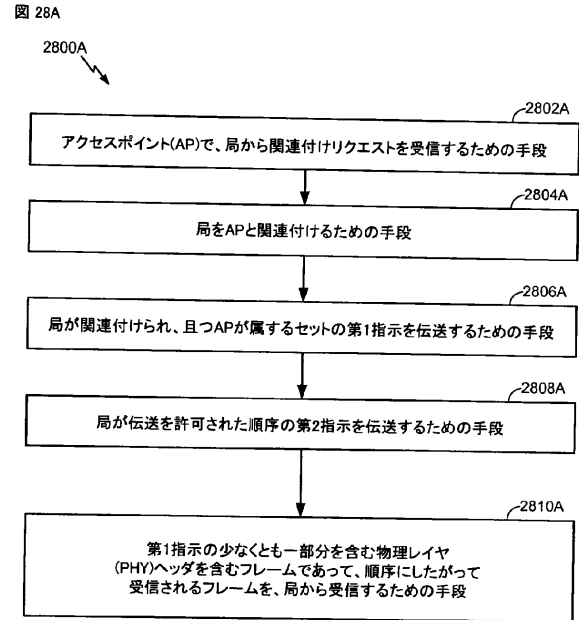 図 28A
2800A
2802A
アクセスポイント(AP)で、局から関連付けリクエストを受信するための手段
2804A
局をAPと関連付けるための手段
2806A
局が関連付けられ、且つAPが属するセットの第1指示を伝送するための手段
2808A
局が伝送を許可された順序の第2指示を伝送するための手段
2810A
第1指示の少なくとも一部分を含む物理レイヤ
(PHY)ヘッダを含むフレームであって、順序にしたがって
受信されるフレームを、局から受信するための手段